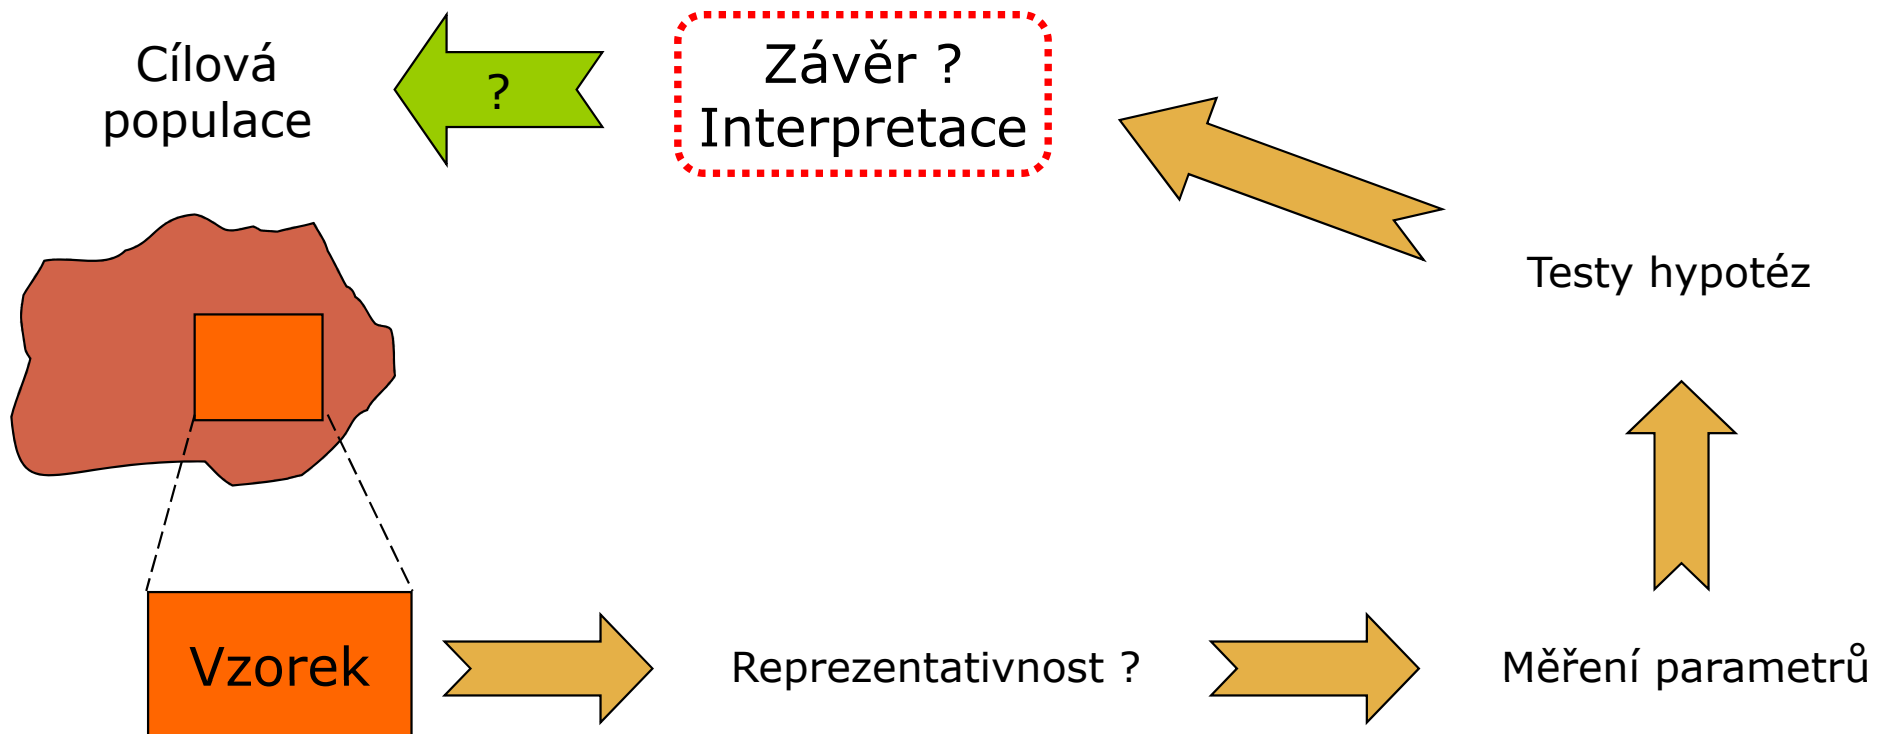 Cílová
populace
?
Závěr ?
Interpretace
Testy hypotéz
Vzorek
Reprezentativnost ?
Měření parametrů